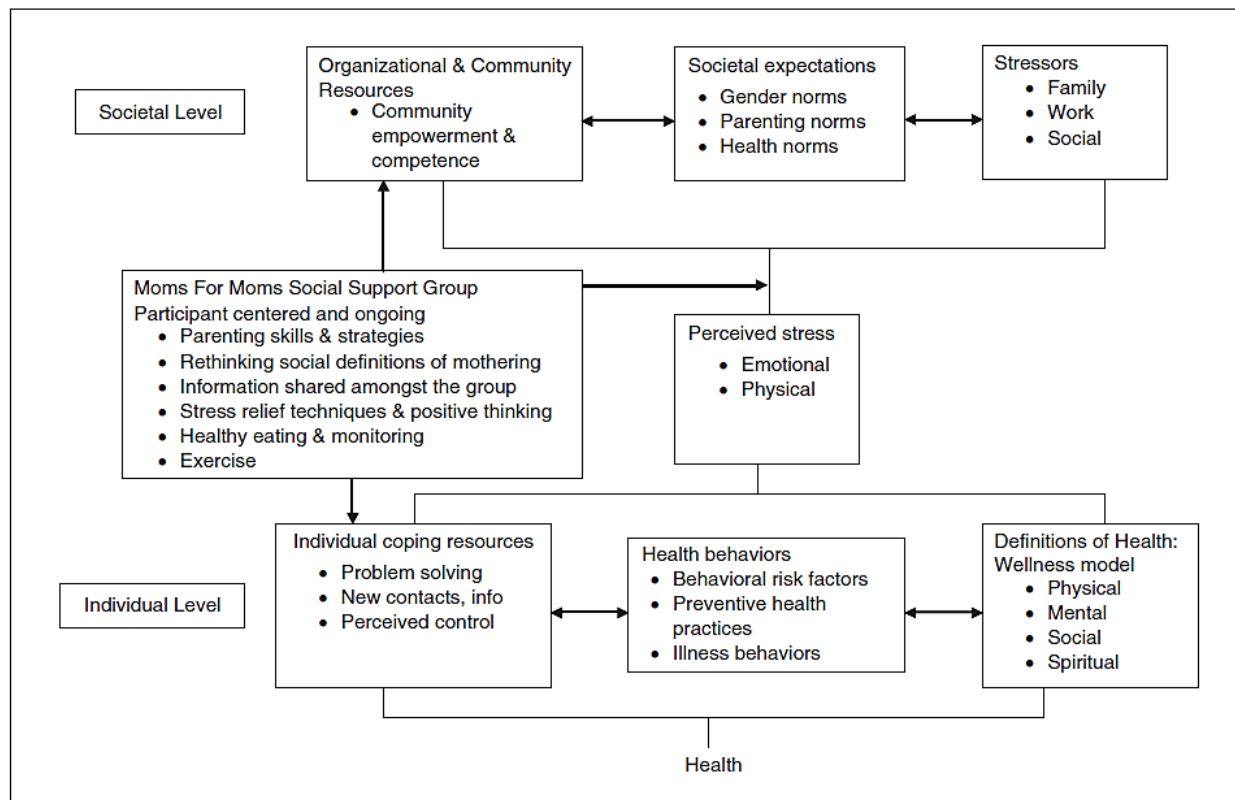 Societal Level
Organizational & Community
Resources
• Community
empowerment &
competence
Societal expectations
• Gender norms
• Parenting norms
• Health norms
Stressors
• Family
• Work
• Social
Moms For Moms Social Support Group
Participant centered and ongoing
• Parenting skills & strategies
• Rethinking social definitions of mothering
• Information shared amongst the group
• Stress relief techniques & positive thinking
• Healthy eating & monitoring
• Exercise
Perceived stress
• Emotional
• Physical
Individual Level
Individual coping resources
• Problem solving
• New contacts, info
• Perceived control
Health behaviors
• Behavioral risk factors
• Preventive health
practices
• Illness behaviors
Definitions of Health:
Wellness model
• Physical
• Mental
• Social
• Spiritual
Health